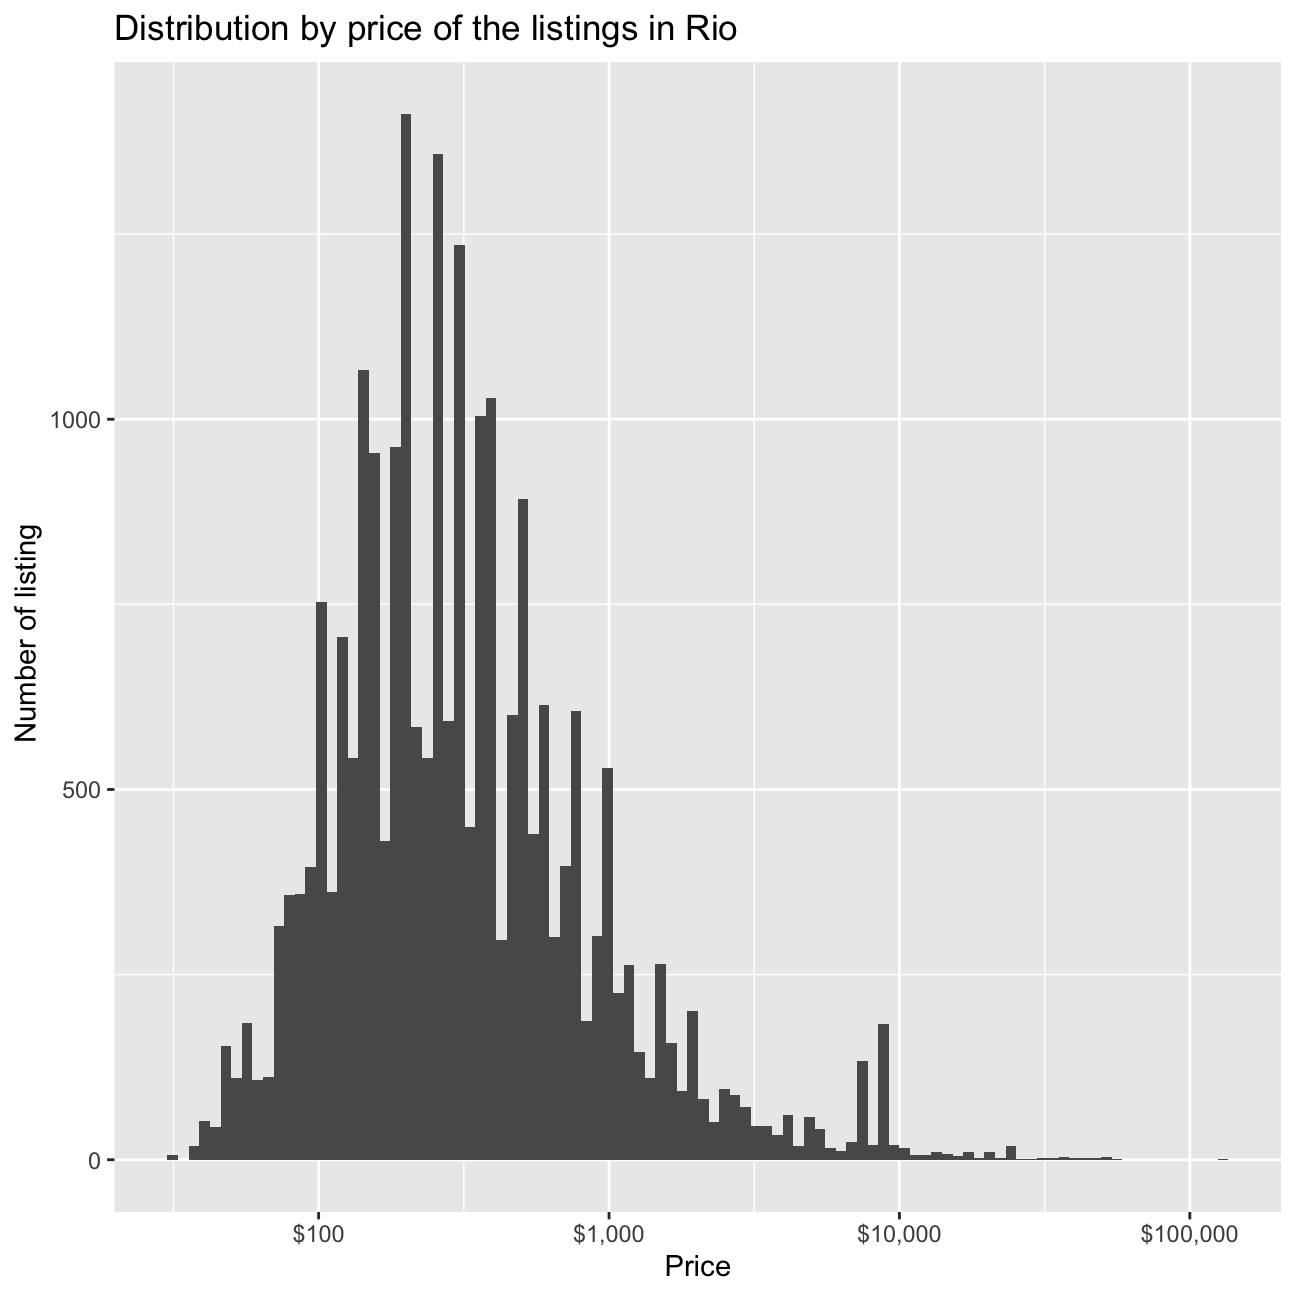 Distribution by price of the listings in Rio
Number of listing
1000
500
0
$100
$1,000
$10,000
$100,000
Price